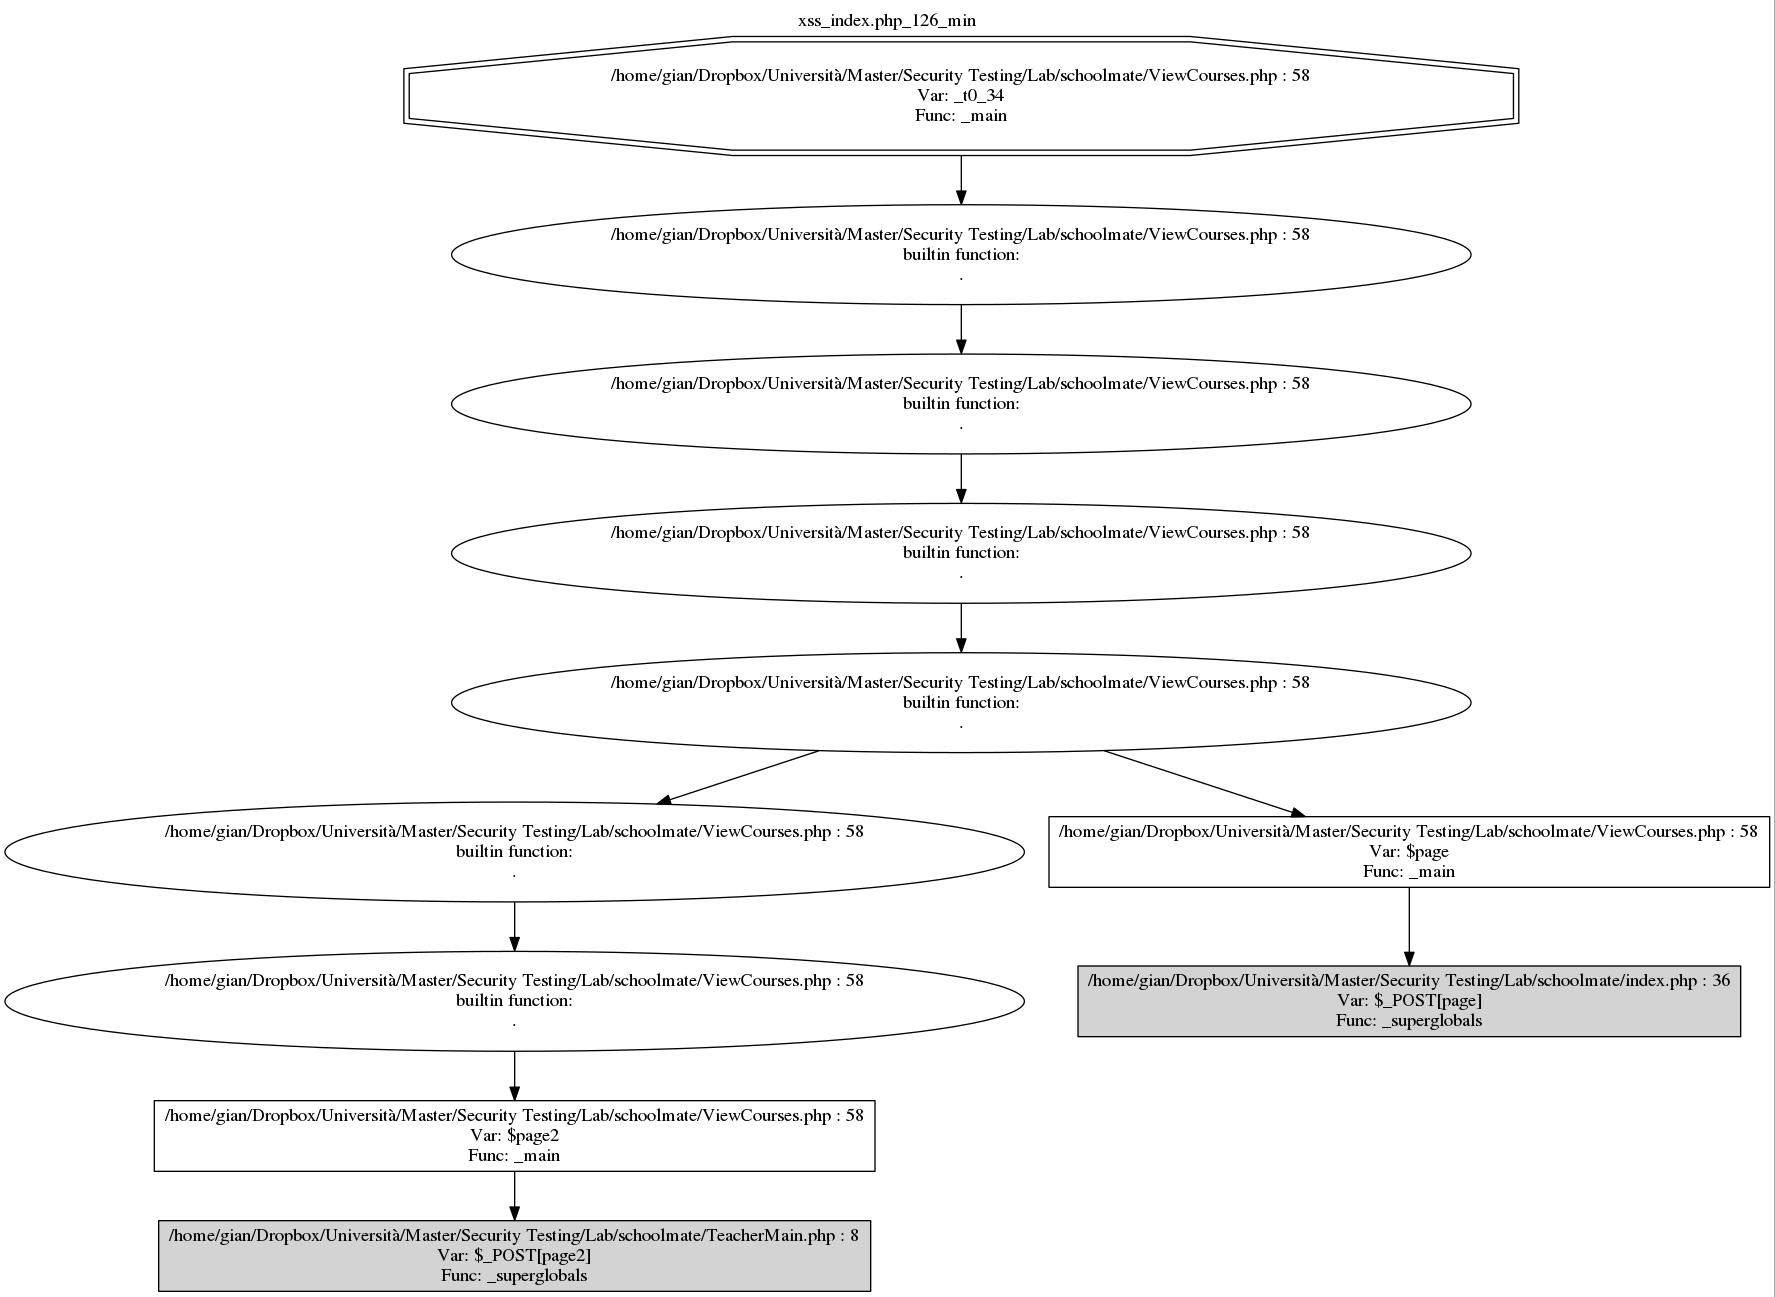 xss_index.php_126_min
/home/gian/Dropbox/Università/Master/Security Testing/Lab/schoolmate/ViewCourses.php : 58
Var: _t0_34
Func: _main
/home/gian/Dropbox/Università/Master/Security Testing/Lab/schoolmate/ViewCourses.php : 58
builtin function:
.
/home/gian/Dropbox/Università/Master/Security Testing/Lab/schoolmate/ViewCourses.php : 58
builtin function:
.
/home/gian/Dropbox/Università/Master/Security Testing/Lab/schoolmate/ViewCourses.php : 58
builtin function:
.
/home/gian/Dropbox/Università/Master/Security Testing/Lab/schoolmate/ViewCourses.php : 58
builtin function:
.
/home/gian/Dropbox/Università/Master/Security Testing/Lab/schoolmate/ViewCourses.php : 58
builtin function:
.
/home/gian/Dropbox/Università/Master/Security Testing/Lab/schoolmate/ViewCourses.php : 58
Var: $page
Func: _main
/home/gian/Dropbox/Università/Master/Security Testing/Lab/schoolmate/ViewCourses.php : 58
builtin function:
.
/home/gian/Dropbox/Università/Master/Security Testing/Lab/schoolmate/index.php : 36
Var: $_POST[page]
Func: _superglobals
/home/gian/Dropbox/Università/Master/Security Testing/Lab/schoolmate/ViewCourses.php : 58
Var: $page2
Func: _main
/home/gian/Dropbox/Università/Master/Security Testing/Lab/schoolmate/TeacherMain.php : 8
Var: $_POST[page2]
Func: _superglobals